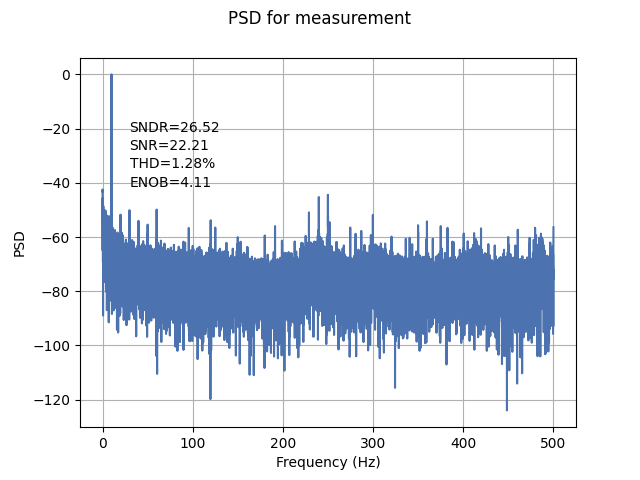 PSD for measurement
0
−20
−40
−60
−80
−100
−120
PSD
SNDR=26.52
SNR=22.21
THD=1.28%
ENOB=4.11
0 100 200 300 400 500
Frequency (Hz)